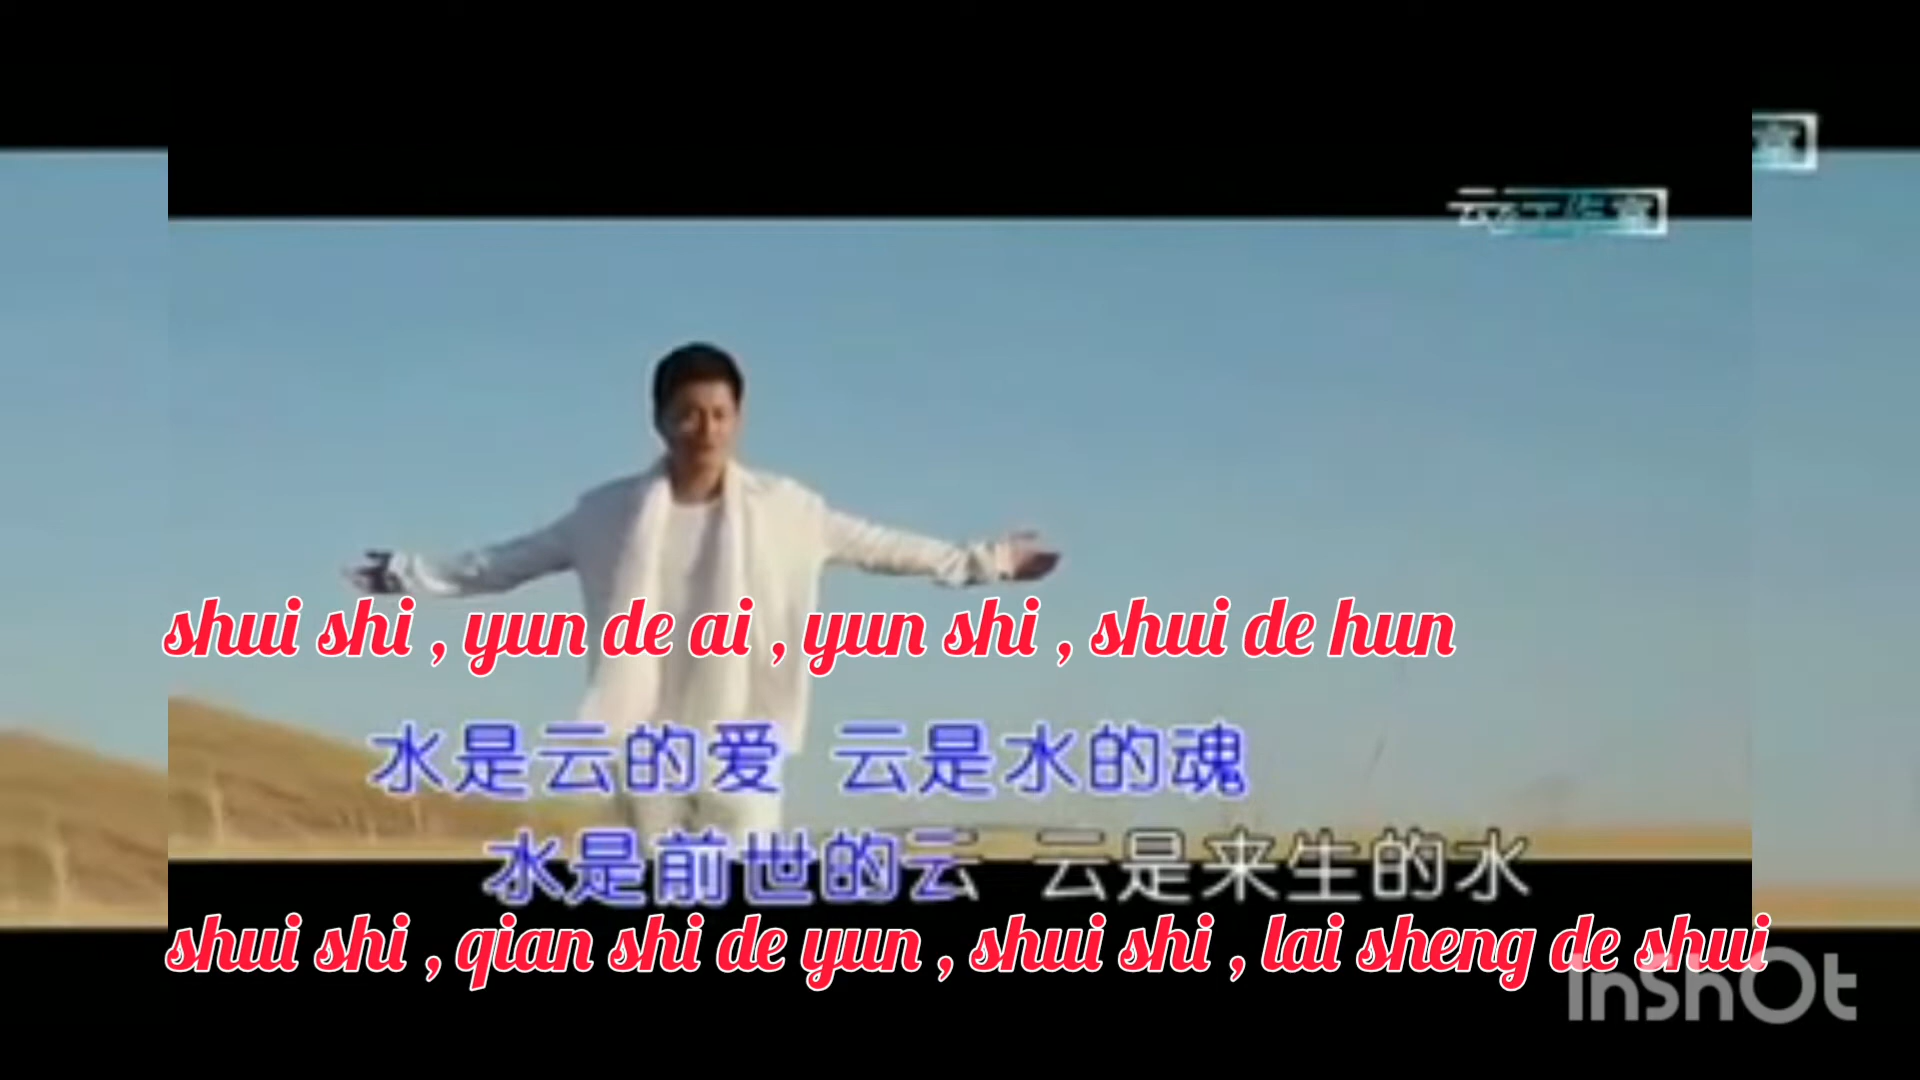 shui shi , yun de ai , yun shi , shui de hun
水是云的爱 云是水的魂
水是前世的云 云是来生的水
shui shi , qian shi de yun , shui shi , lai sheng de shui
InShOt